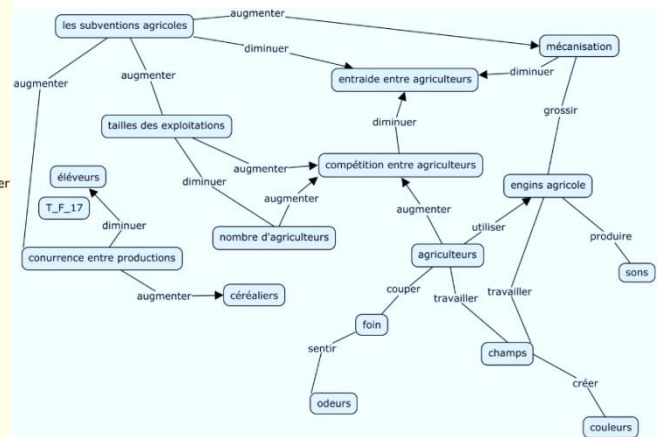 augmenter
les subventions agricoles
mécanisation
diminuer
diminuer
entraide entre agriculteurs
augmenter
augmenter
grossir
tailles des exploitations
diminuer
augmenter
compétition entre agriculteurs
éléveurs
er
diminuer
augmenter
engins agricole
T_F_17
augmenter
utiliser
diminuer
nombre d'agriculteurs
produire
conurrence entre productions
agriculteurs
sons
couper
augmenter
céréaliers
travailler
travailler
foin
sentir
champs
créer
odeurs
couleurs